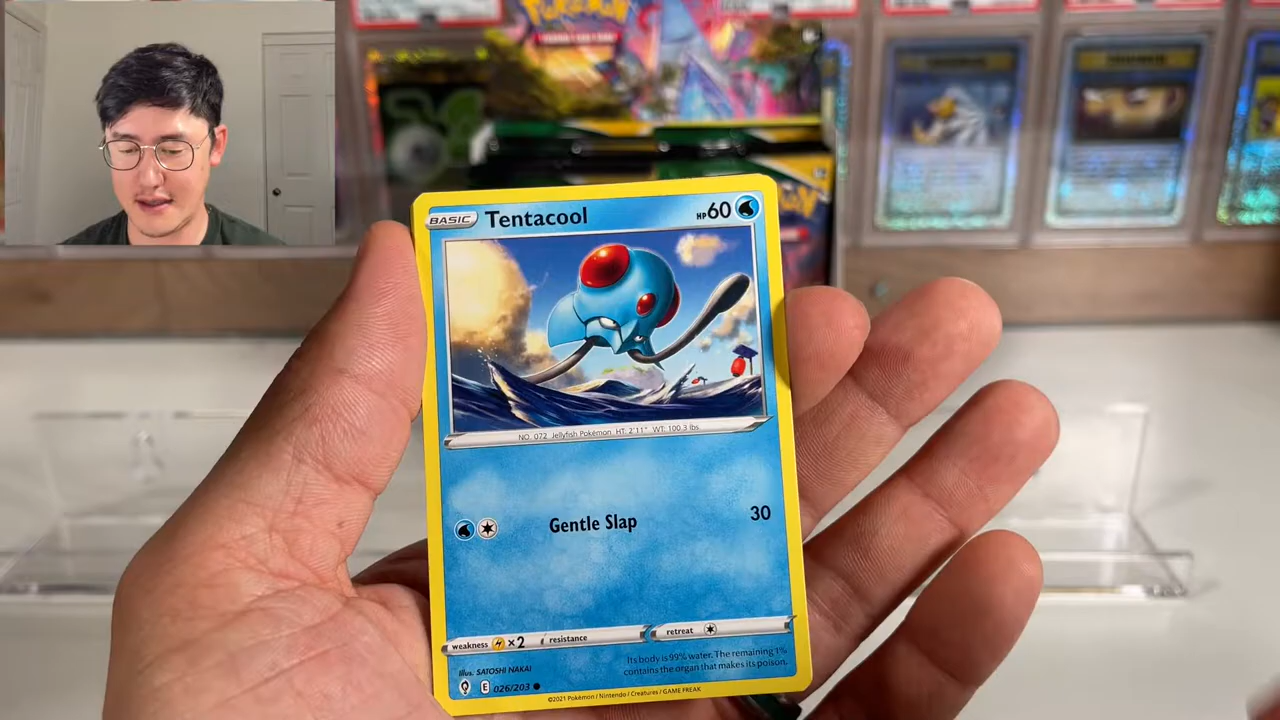 Pokémon
BASIC Tentacool HP 60
NO. 072 Jellyfish Pokémon HT: 2'11" WT: 100.3 lbs
Gentle Slap 30
weakness ×2 resistance retreat
Its body is 99% water. The remaining 1%
contains the organ that makes its poison.
Illus. SATOSHI NAKAI
E 026/203
©2021 Pokémon / Nintendo / Creatures / GAME FREAK